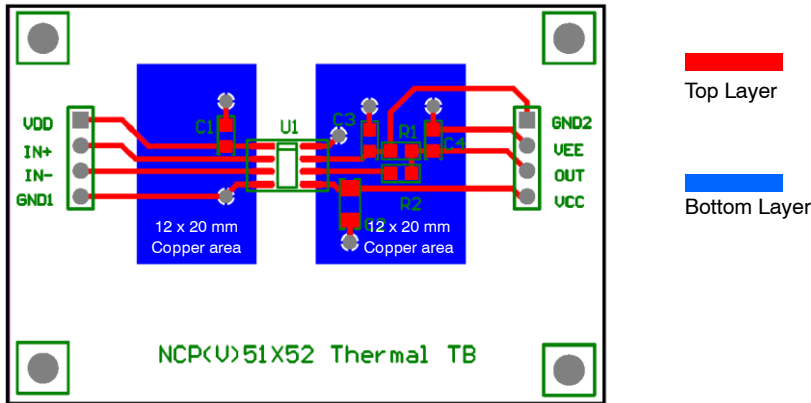 VDD
IN+
IN-
GND1
C1
U1
C3
R1
C4
R2
GND2
VEE
OUT
VCC
12 x 20 mm
Copper area
12 x 20 mm
Copper area
NCP(V)51X52 Thermal TB
Top Layer
Bottom Layer